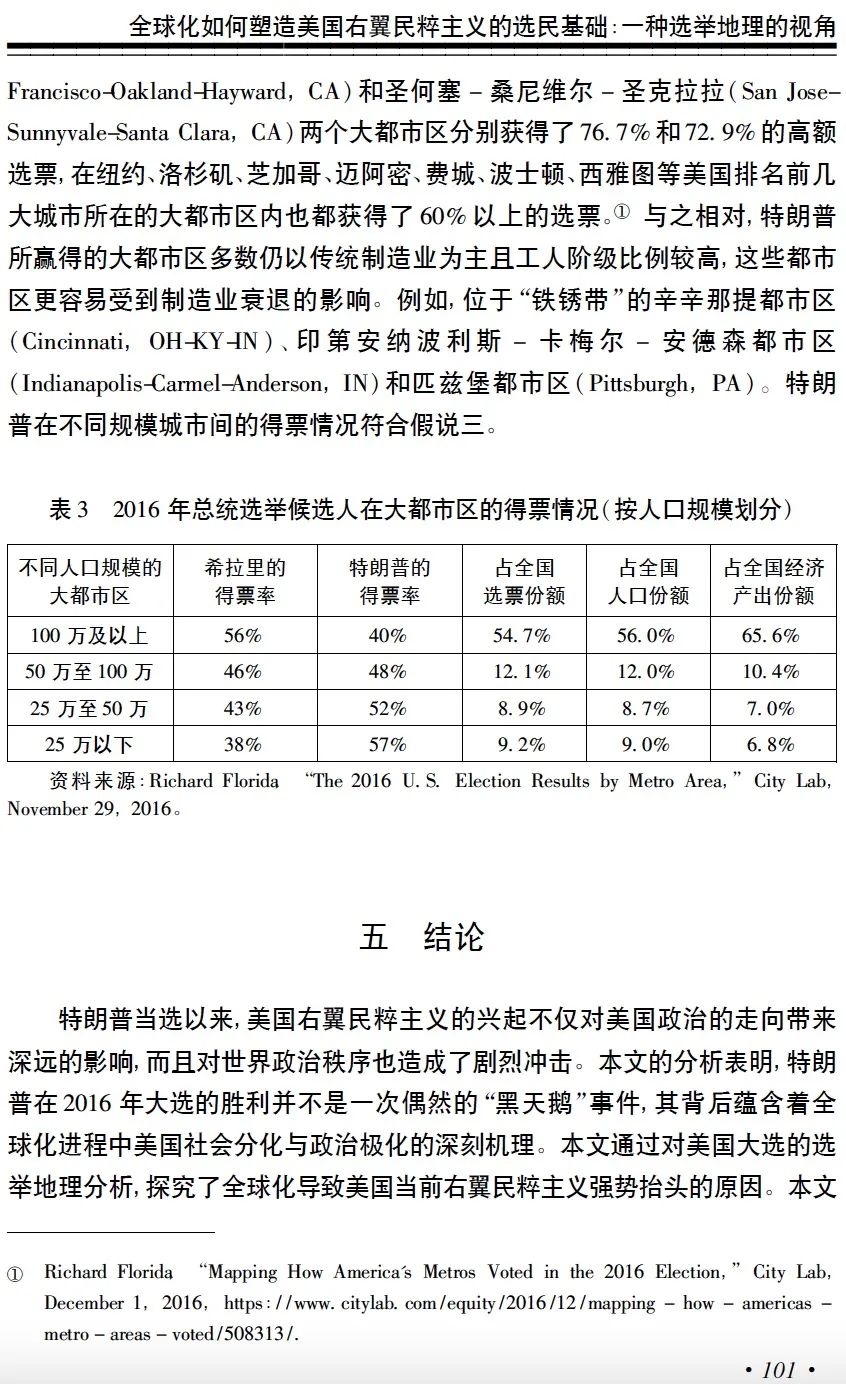 全球化如何塑造美国右翼民粹主义的选民基础:一种选举地理的视角
Francisco-Oakland-Hayward, CA)和圣何塞-桑尼维尔-圣克拉拉(San Jose-
Sunnyvale-Santa Clara, CA)两个大都市区分别获得了76.7%和72.9%的高额
选票,在纽约、洛杉矶、芝加哥、迈阿密、费城、波士顿、西雅图等美国排名前几
大城市所在的大都市区内也都获得了60%以上的选票。① 与之相对,特朗普
所赢得的大都市区多数仍以传统制造业为主且工人阶级比例较高,这些都市
区更容易受到制造业衰退的影响。例如,位于“铁锈带”的辛辛那提都市区
(Cincinnati, OH-KY-IN)、印第安纳波利斯-卡梅尔-安德森都市区
(Indianapolis-Carmel-Anderson, IN)和匹兹堡都市区(Pittsburgh, PA)。特朗
普在不同规模城市间的得票情况符合假说三。
表3 2016年总统选举候选人在大都市区的得票情况(按人口规模划分)
不同人口规模的大都市区 希拉里的得票率 特朗普的得票率 占全国选票份额 占全国人口份额 占全国经济产出份额
100万及以上 56% 40% 54.7% 56.0% 65.6%
50万至100万 46% 48% 12.1% 12.0% 10.4%
25万至50万 43% 52% 8.9% 8.7% 7.0%
25万以下 38% 57% 9.2% 9.0% 6.8%
资料来源:Richard Florida, “The 2016 U.S. Election Results by Metro Area,” City Lab,
November 29, 2016。
五 结论
特朗普当选以来,美国右翼民粹主义的兴起不仅对美国政治的走向带来
深远的影响,而且对世界政治秩序也造成了剧烈冲击。本文的分析表明,特朗
普在2016年大选的胜利并不是一次偶然的“黑天鹅”事件,其背后蕴含着全
球化进程中美国社会分化与政治极化的深刻机理。本文通过对美国大选的选
举地理分析,探究了全球化导致美国当前右翼民粹主义强势抬头的原因。本文
① Richard Florida, “Mapping How America's Metros Voted in the 2016 Election,” City Lab,
December 1, 2016, https://www.citylab.com/equity/2016/12/mapping-how-americas-
metro-areas-voted/508313/.
·101·